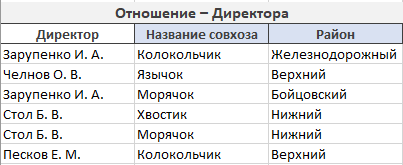 Отношение – Директора
Директор Название совхоза Район
Зарупенко И. А. Колокольчик Железнодорожный
Челнов О. В. Язычок Верхний
Зарупенко И. А. Морячок Бойцовский
Стол Б. В. Хвостик Нижний
Стол Б. В. Морячок Нижний
Песков Е. М. Колокольчик Верхний